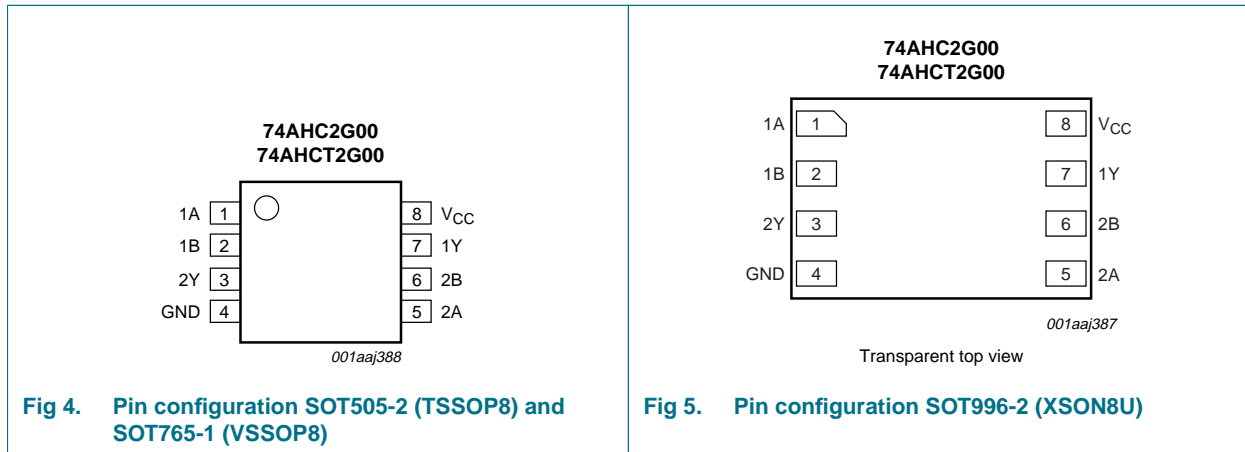 74AHC2G00
74AHCT2G00
1A 1 8 VCC
1B 2 7 1Y
2Y 3 6 2B
GND 4 5 2A
001aaj388
Fig 4. Pin configuration SOT505-2 (TSSOP8) and
SOT765-1 (VSSOP8)
74AHC2G00
74AHCT2G00
1A 1 8 VCC
1B 2 7 1Y
2Y 3 6 2B
GND 4 5 2A
001aaj387
Transparent top view
Fig 5. Pin configuration SOT996-2 (XSON8U)